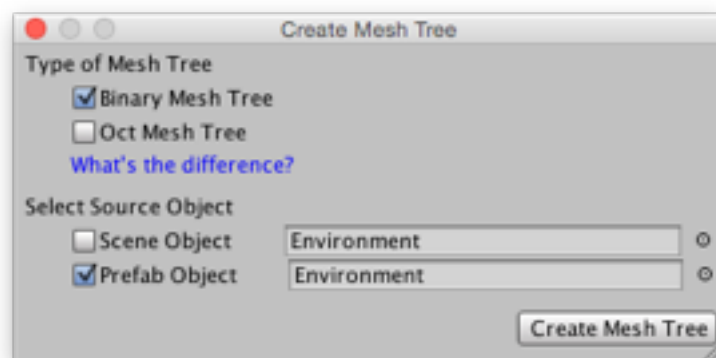 Create Mesh Tree
Type of Mesh Tree
Binary Mesh Tree
Oct Mesh Tree
What's the difference?
Select Source Object
Scene Object Environment
Prefab Object Environment
Create Mesh Tree